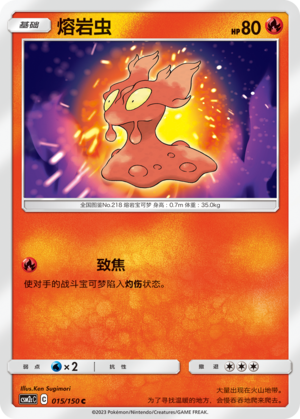 基础 熔岩虫 HP 80
全国图鉴No.218 熔岩宝可梦 身高：0.7m 体重：35.0kg
致焦
使对手的战斗宝可梦陷入灼伤状态。
弱点 ×2 抗性 撤退
Illus.Ken Sugimori
CSM2c C G 015/150 C
大量出现在火山地带。
为了寻找温暖的地方，会慢吞吞地爬来爬去。
©2023 Pokémon/Nintendo/Creatures/GAME FREAK.